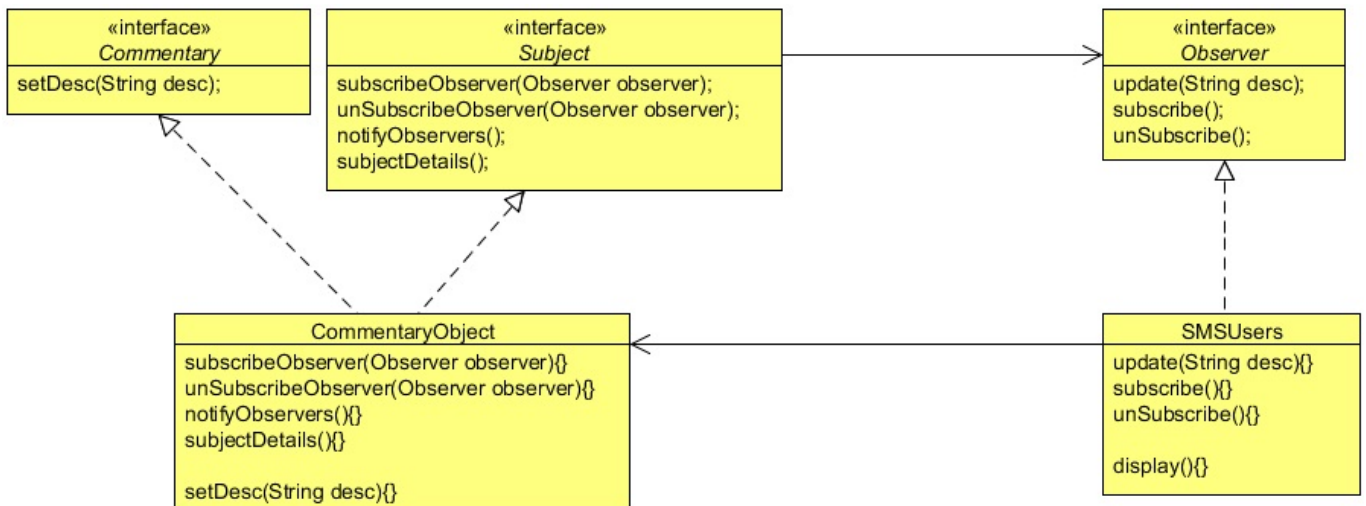 «interface»
Commentary
setDesc(String desc);
«interface»
Subject
subscribeObserver(Observer observer);
unSubscribeObserver(Observer observer);
notifyObservers();
subjectDetails();
«interface»
Observer
update(String desc);
subscribe();
unSubscribe();
CommentaryObject
subscribeObserver(Observer observer){}
unSubscribeObserver(Observer observer){}
notifyObservers(){}
subjectDetails(){}
setDesc(String desc){}
SMSUsers
update(String desc){}
subscribe(){}
unSubscribe(){}
display(){}